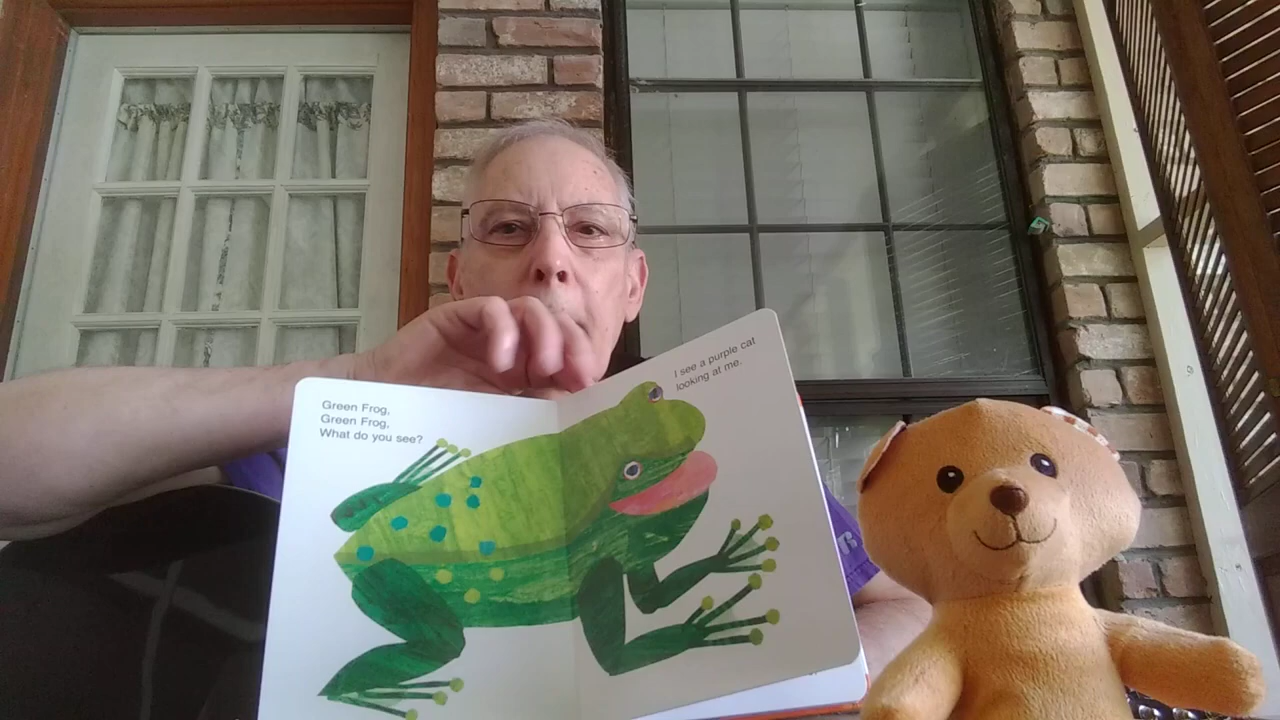 Green Frog,
Green Frog,
What do you see?
I see a purple cat
looking at me.